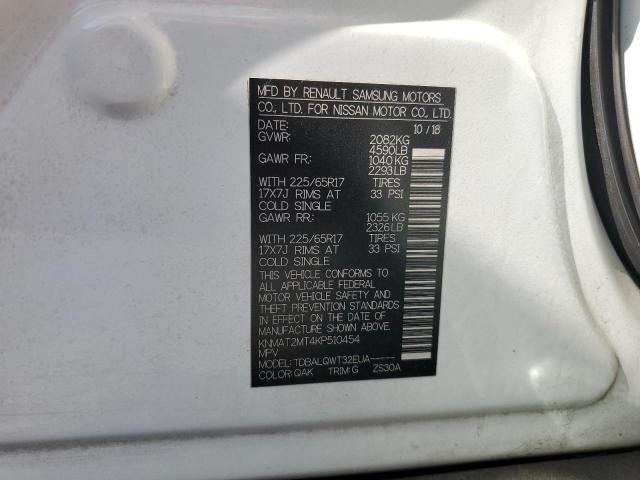 MFD BY RENAULT SAMSUNG MOTORS
CO., LTD. FOR NISSAN MOTOR CO., LTD.
DATE: 10 / 18
GVWR: 2082KG
4590LB
GAWR FR: 1040 KG
2293LB
WITH 225/65R17 TIRES
17X7J RIMS AT 33 PSI
COLD SINGLE
GAWR RR: 1055 KG
2326LB
WITH 225/65R17 TIRES
17X7J RIMS AT 33 PSI
COLD SINGLE
THIS VEHICLE CONFORMS TO
ALL APPLICABLE FEDERAL
MOTOR VEHICLE SAFETY AND
THEFT PREVENTION STANDARDS
IN EFFECT ON THE DATE OF
MANUFACTURE SHOWN ABOVE.
KNMAT2MT4KP510454
MPV
MODEL: TDBALQWT32EUA-----
COLOR: QAK TRIM: G ZS30A